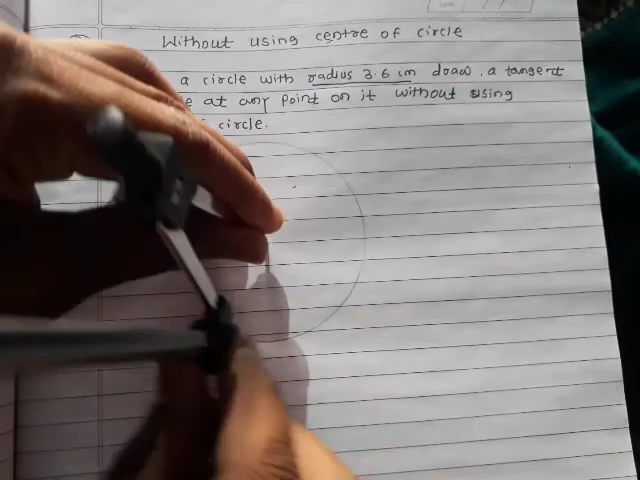 Without using centre of circle
a circle with radius 3.6 cm draw. a tangent
e at any point on it without using
circle.